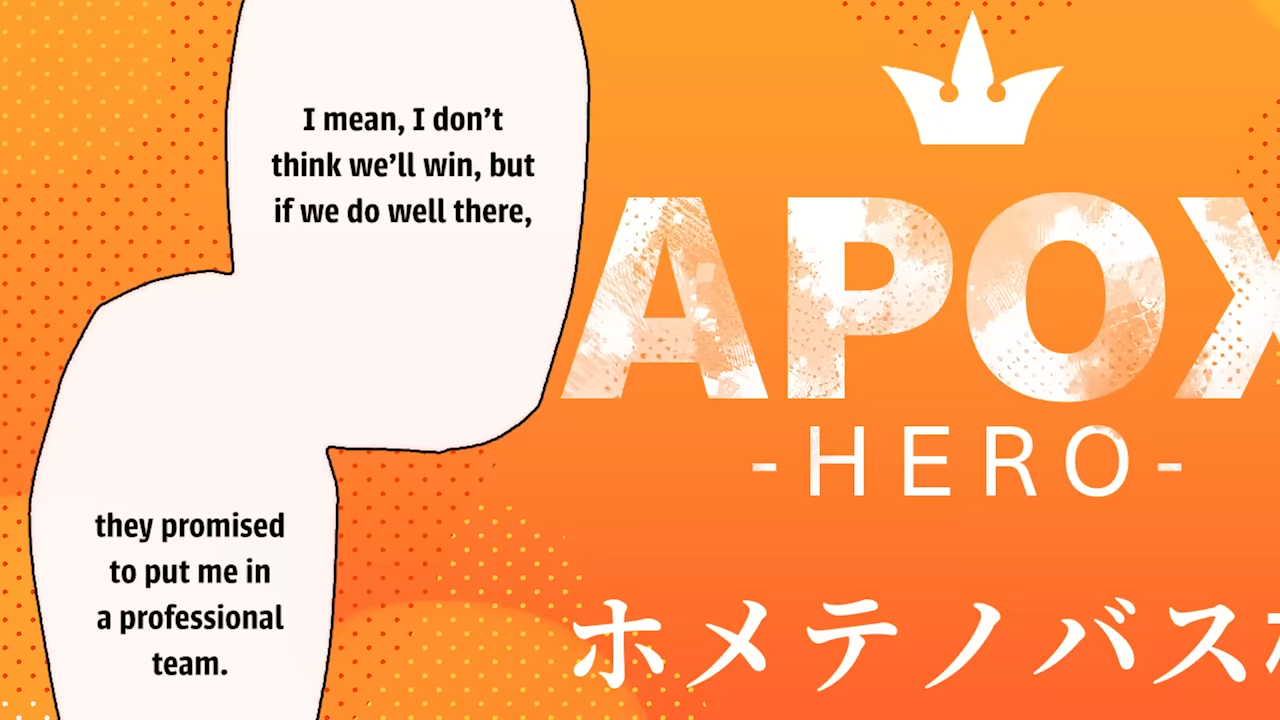 I mean, I don’t
think we’ll win, but
if we do well there,
they promised
to put me in
a professional
team.
APOX
-HERO-
ホメテノバス